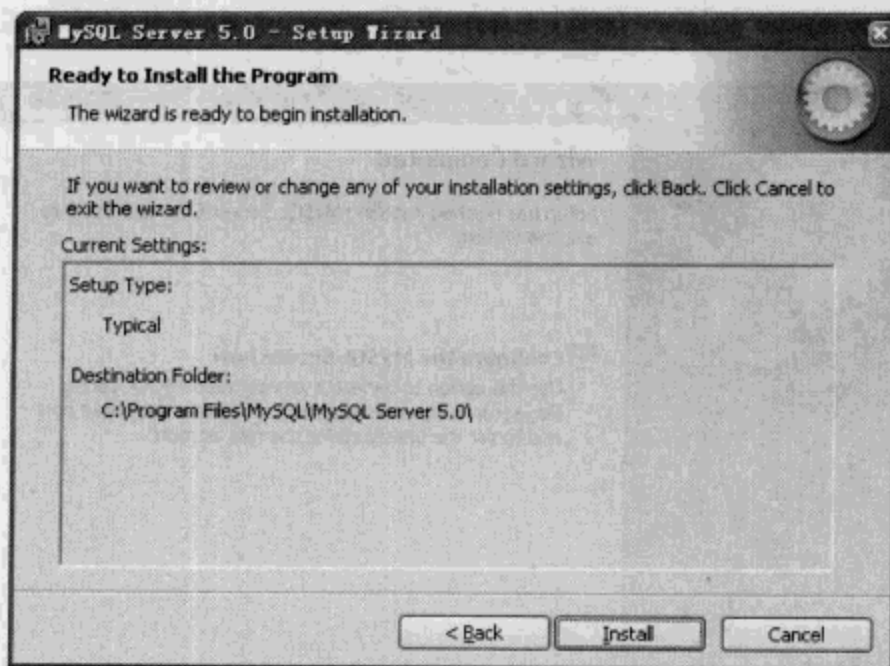 MySQL Server 5.0 - Setup Wizard
Ready to Install the Program
The wizard is ready to begin installation.
If you want to review or change any of your installation settings, click Back. Click Cancel to
exit the wizard.
Current Settings:
Setup Type:
Typical
Destination Folder:
C:\Program Files\MySQL\MySQL Server 5.0\
< Back
Install
Cancel